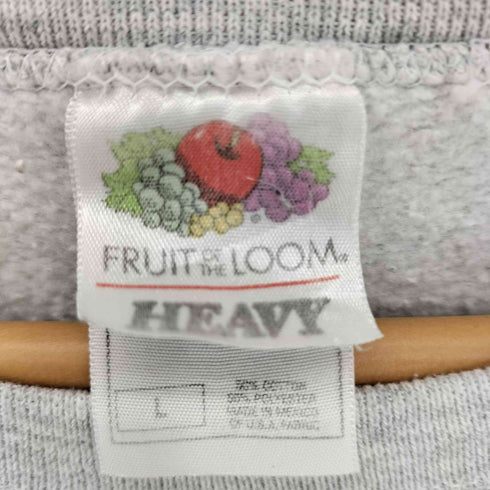 FRUIT OF THE LOOM®
HEAVY
L
50% COTTON
50% POLYESTER
MADE IN MEXICO
OF U.S.A. FABRIC